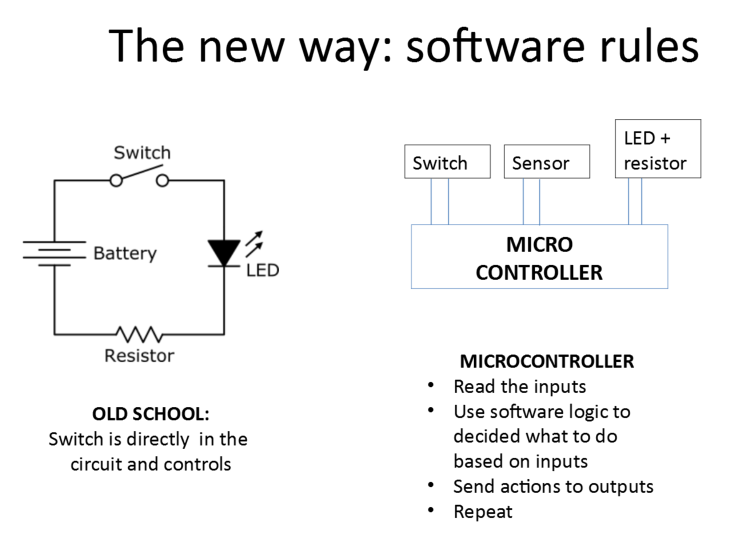 The new way: software rules
Switch
Battery
LED
Resistor
OLD SCHOOL:
Switch is directly in the
circuit and controls
Switch
Sensor
LED +
resistor
MICRO
CONTROLLER
MICROCONTROLLER
• Read the inputs
• Use software logic to
decided what to do
based on inputs
• Send actions to outputs
• Repeat